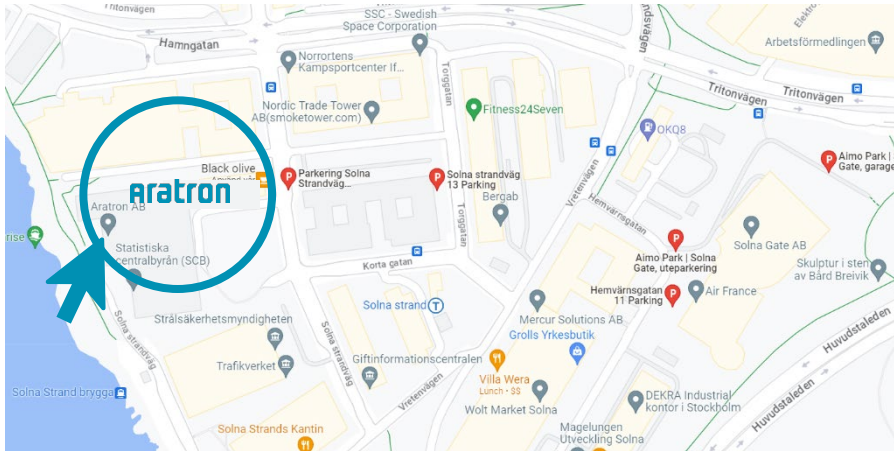 Tritonvägen
SSC - Swedish
Space Corporation
Hamngatan
Norrortens
Kampsportcenter If...
Torggatan
Arbetsförmedlingen
Nordic Trade Tower
AB(smoketower.com)
Fitness24Seven
OKQ8
Tritonvägen
Tritonvägen
Aimo Park |
Gate, garage
Black olive
Aratron
Parkering Solna
Strandväg...
Solna strandväg
13 Parking
Bergab
Vretenvägen
Hemvärnsgatan
Aratron AB
Torggatan
Statistiska
centralbyrån (SCB)
Korta gatan
Aimo Park | Solna
Gate, uteparkering
Solna Gate AB
Skulptur i sten
av Bård Breivik
Hemvärnsgatan
11 Parking
Air France
Solna strand
T
Mercur Solutions AB
Grolls Yrkesbutik
Strålsäkerhetsmyndigheten
Solna strandväg
Solna strandväg
Giftinformationscentralen
Trafikverket
Huvudstaleden
Huvudstaleden
Villa Wera
Lunch • $$
Vretenvägen
Wolt Market Solna
DEKRA Industrial
kontor i Stockholm
Solna Strand brygga
Solna Strands Kantin
Magelungen
Utveckling Solna